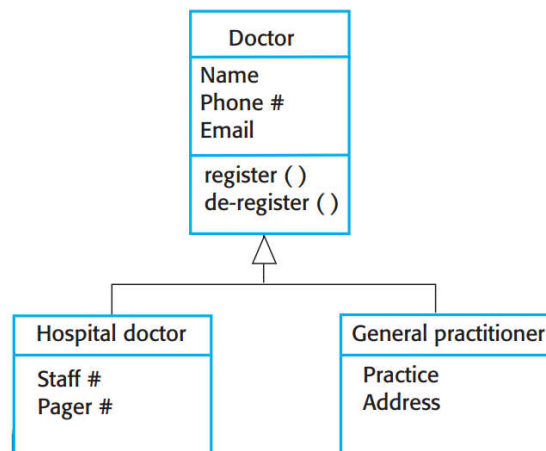 Doctor
Name
Phone #
Email
register ( )
de-register ( )
Hospital doctor
Staff #
Pager #
General practitioner
Practice
Address